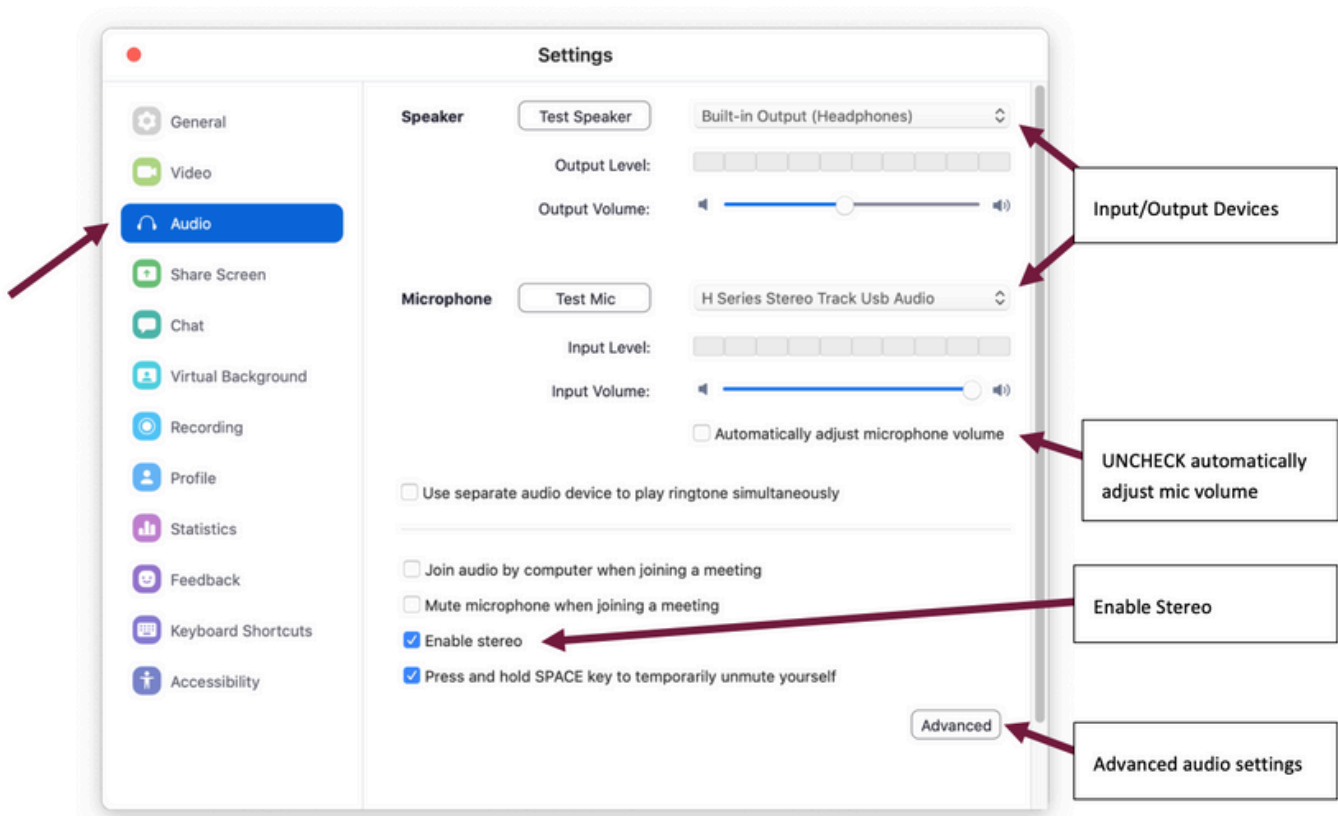 Settings
General
Video
Audio
Share Screen
Chat
Virtual Background
Recording
Profile
Statistics
Feedback
Keyboard Shortcuts
Accessibility
Speaker
Test Speaker
Built-in Output (Headphones)
Output Level:
Output Volume:
Microphone
Test Mic
H Series Stereo Track Usb Audio
Input Level:
Input Volume:
Automatically adjust microphone volume
Use separate audio device to play ringtone simultaneously
Join audio by computer when joining a meeting
Mute microphone when joining a meeting
Enable stereo
Press and hold SPACE key to temporarily unmute yourself
Advanced
Input/Output Devices
UNCHECK automatically
adjust mic volume
Enable Stereo
Advanced audio settings